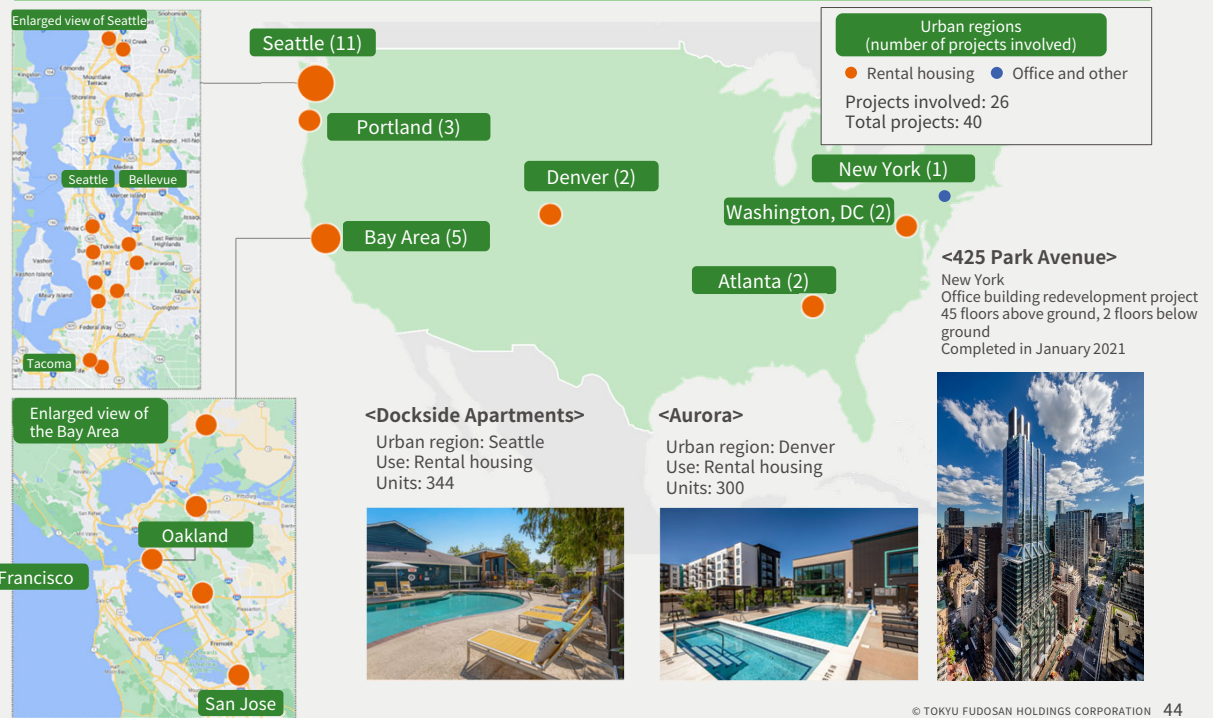 Enlarged view of Seattle
Seattle
Bellevue
Tacoma
Seattle (11)
Portland (3)
Bay Area (5)
Denver (2)
Atlanta (2)
Washington, DC (2)
New York (1)
Urban regions
(number of projects involved)
Rental housing
Office and other
Projects involved: 26
Total projects: 40
<425 Park Avenue>
New York
Office building redevelopment project
45 floors above ground, 2 floors below
ground
Completed in January 2021
Enlarged view of
the Bay Area
Oakland
Francisco
San Jose
<Dockside Apartments>
Urban region: Seattle
Use: Rental housing
Units: 344
<Aurora>
Urban region: Denver
Use: Rental housing
Units: 300
© TOKYU FUDOSAN HOLDINGS CORPORATION 44